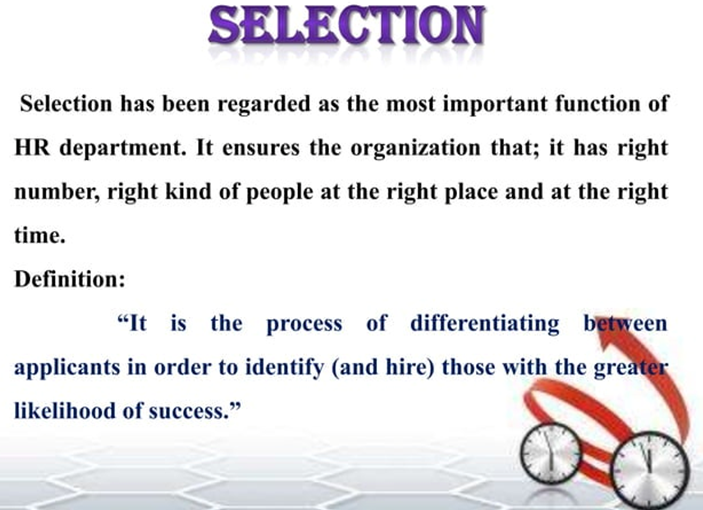 SELECTION
Selection has been regarded as the most important function of
HR department. It ensures the organization that; it has right
number, right kind of people at the right place and at the right
time.
Definition:
“It is the process of differentiating between
applicants in order to identify (and hire) those with the greater
likelihood of success.”